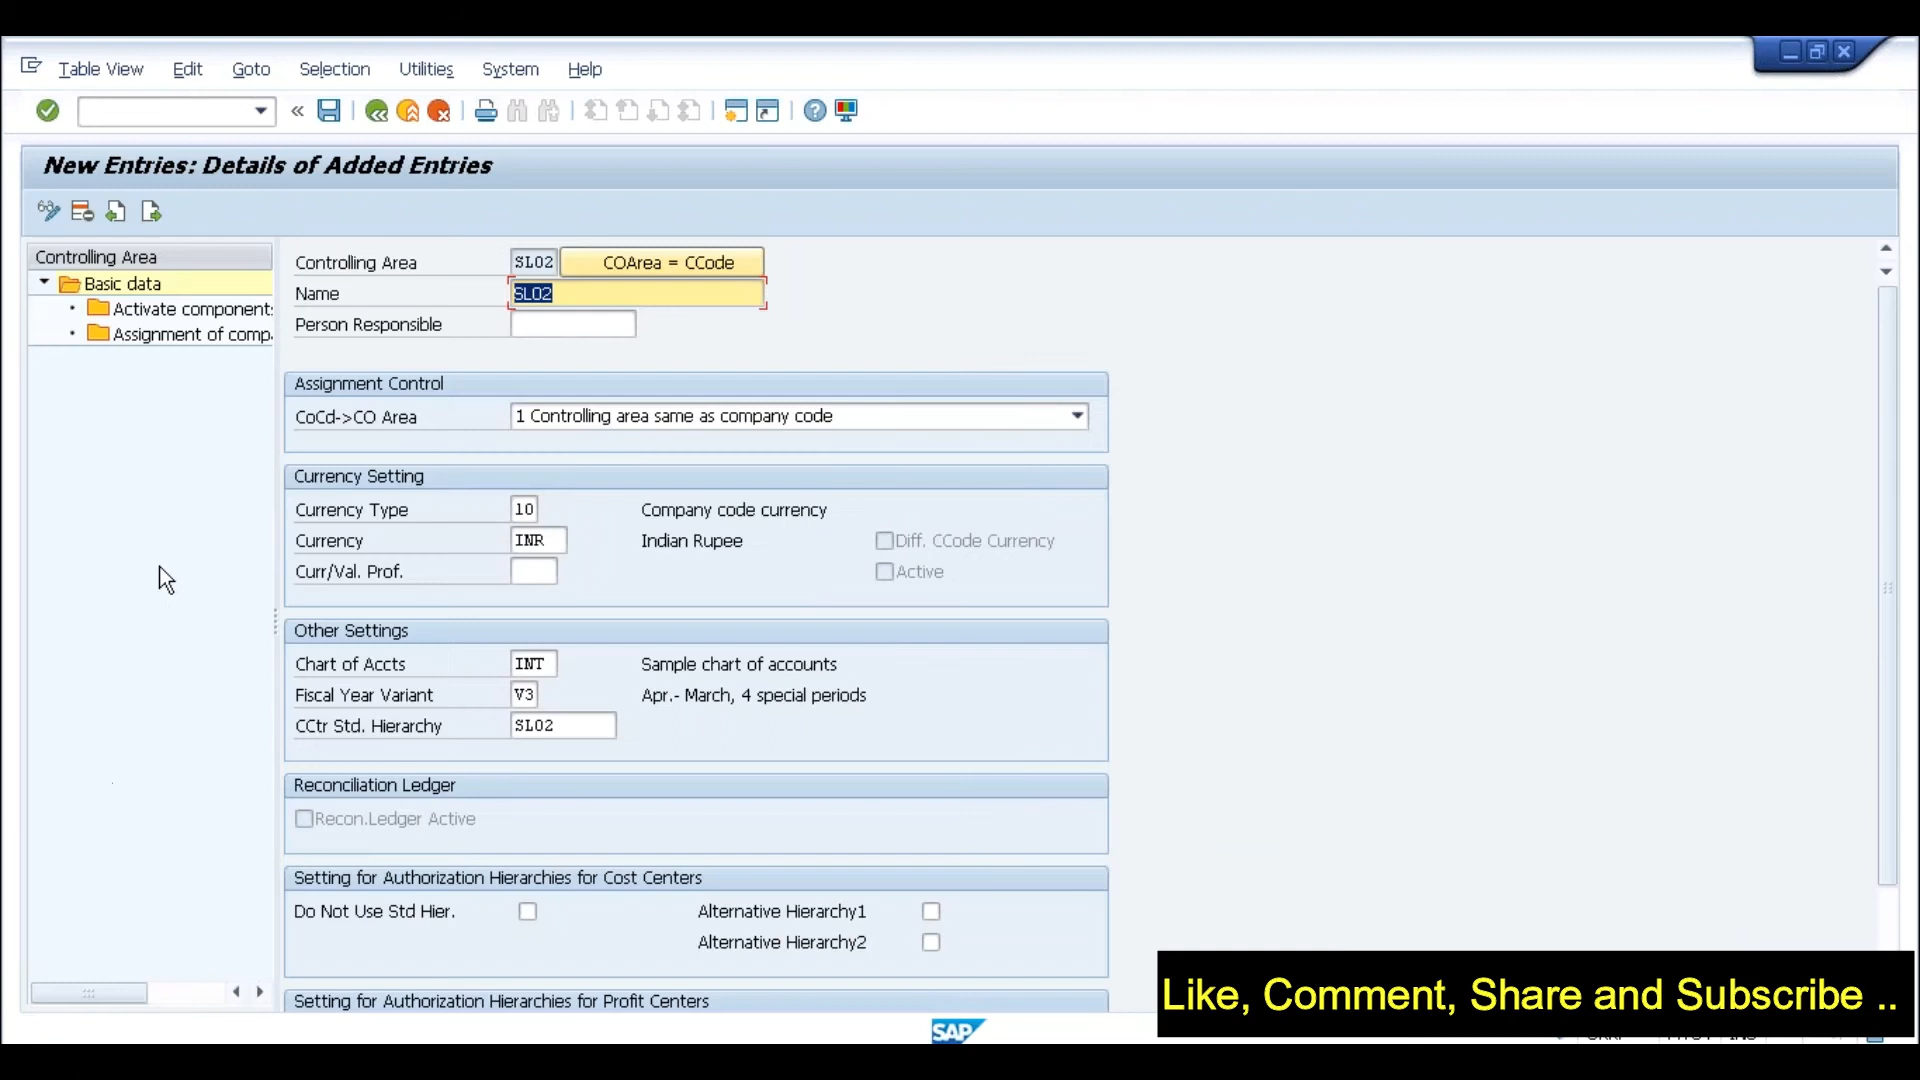 Table View Edit Goto Selection Utilities System Help
New Entries: Details of Added Entries
Controlling Area
Basic data
Activate component:
Assignment of comp.
Controlling Area SL02 COArea = CCode
Name SL02
Person Responsible
Assignment Control
CoCd->CO Area 1 Controlling area same as company code
Currency Setting
Currency Type 10 Company code currency
Currency INR Indian Rupee Diff. CCode Currency
Curr/Val. Prof. Active
Other Settings
Chart of Accts INT Sample chart of accounts
Fiscal Year Variant V3 Apr.- March, 4 special periods
CCtr Std. Hierarchy SL02
Reconciliation Ledger
Recon.Ledger Active
Setting for Authorization Hierarchies for Cost Centers
Do Not Use Std Hier. Alternative Hierarchy1
Alternative Hierarchy2
Setting for Authorization Hierarchies for Profit Centers
Like, Comment, Share and Subscribe ..
SAP